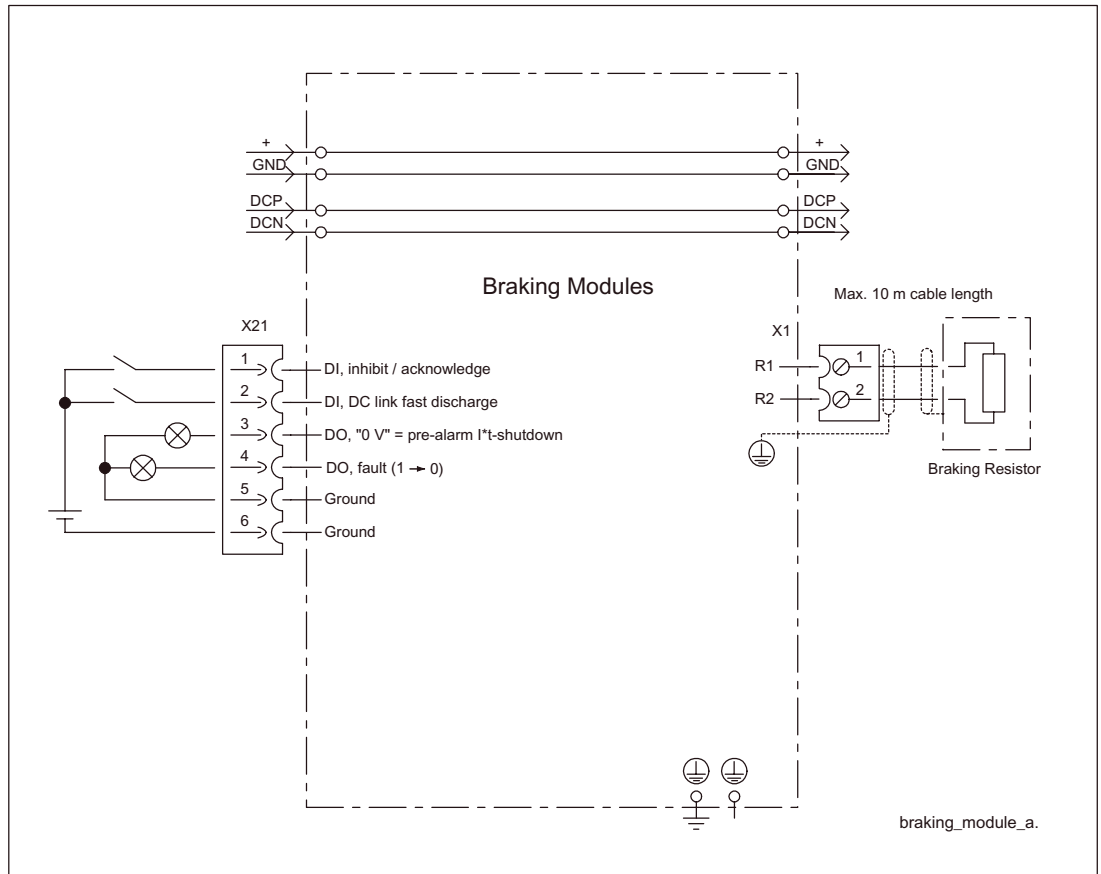 + +
GND GND
DCP DCP
DCN DCN
Braking Modules
Max. 10 m cable length
X21
X1
1 DI, inhibit / acknowledge
2 DI, DC link fast discharge
3 DO, "0 V" = pre-alarm I*t-shutdown
4 DO, fault (1 → 0)
5 Ground
6 Ground
R1 1
R2 2
Braking Resistor
braking_module_a.